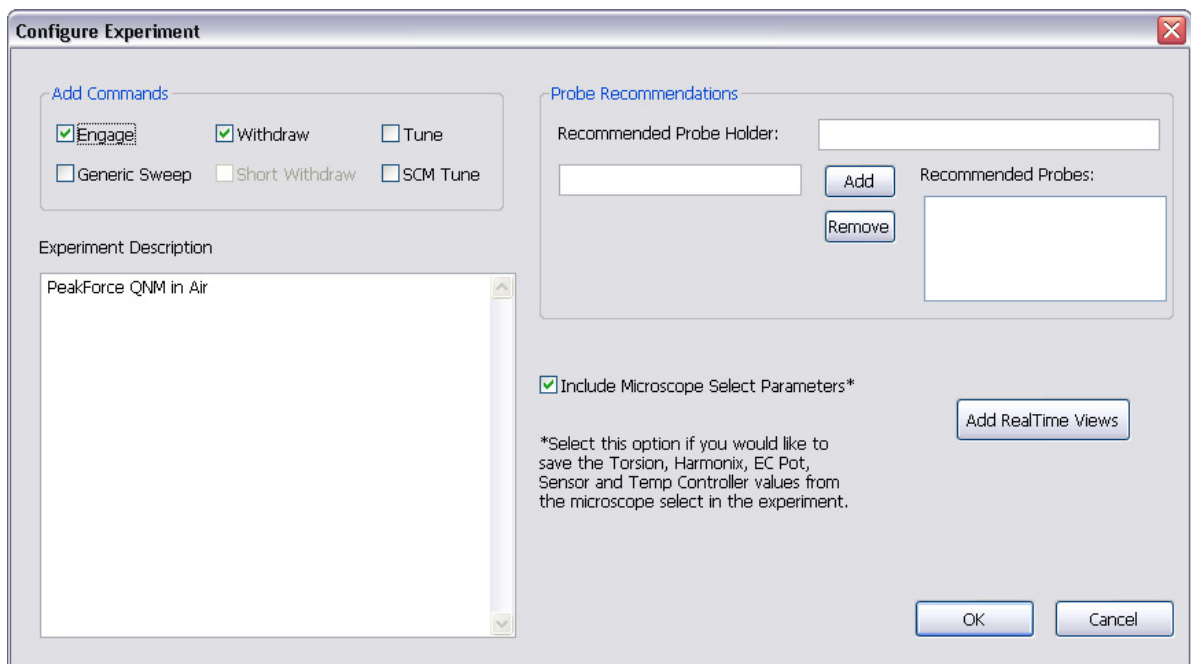 Configure Experiment
Add Commands
Engage
Withdraw
Tune
Generic Sweep
Short Withdraw
SCM Tune
Experiment Description
PeakForce QNM in Air
Probe Recommendations
Recommended Probe Holder:
Add
Remove
Recommended Probes:
Include Microscope Select Parameters*
*Select this option if you would like to
save the Torsion, Harmonix, EC Pot,
Sensor and Temp Controller values from
the microscope select in the experiment.
Add RealTime Views
OK
Cancel